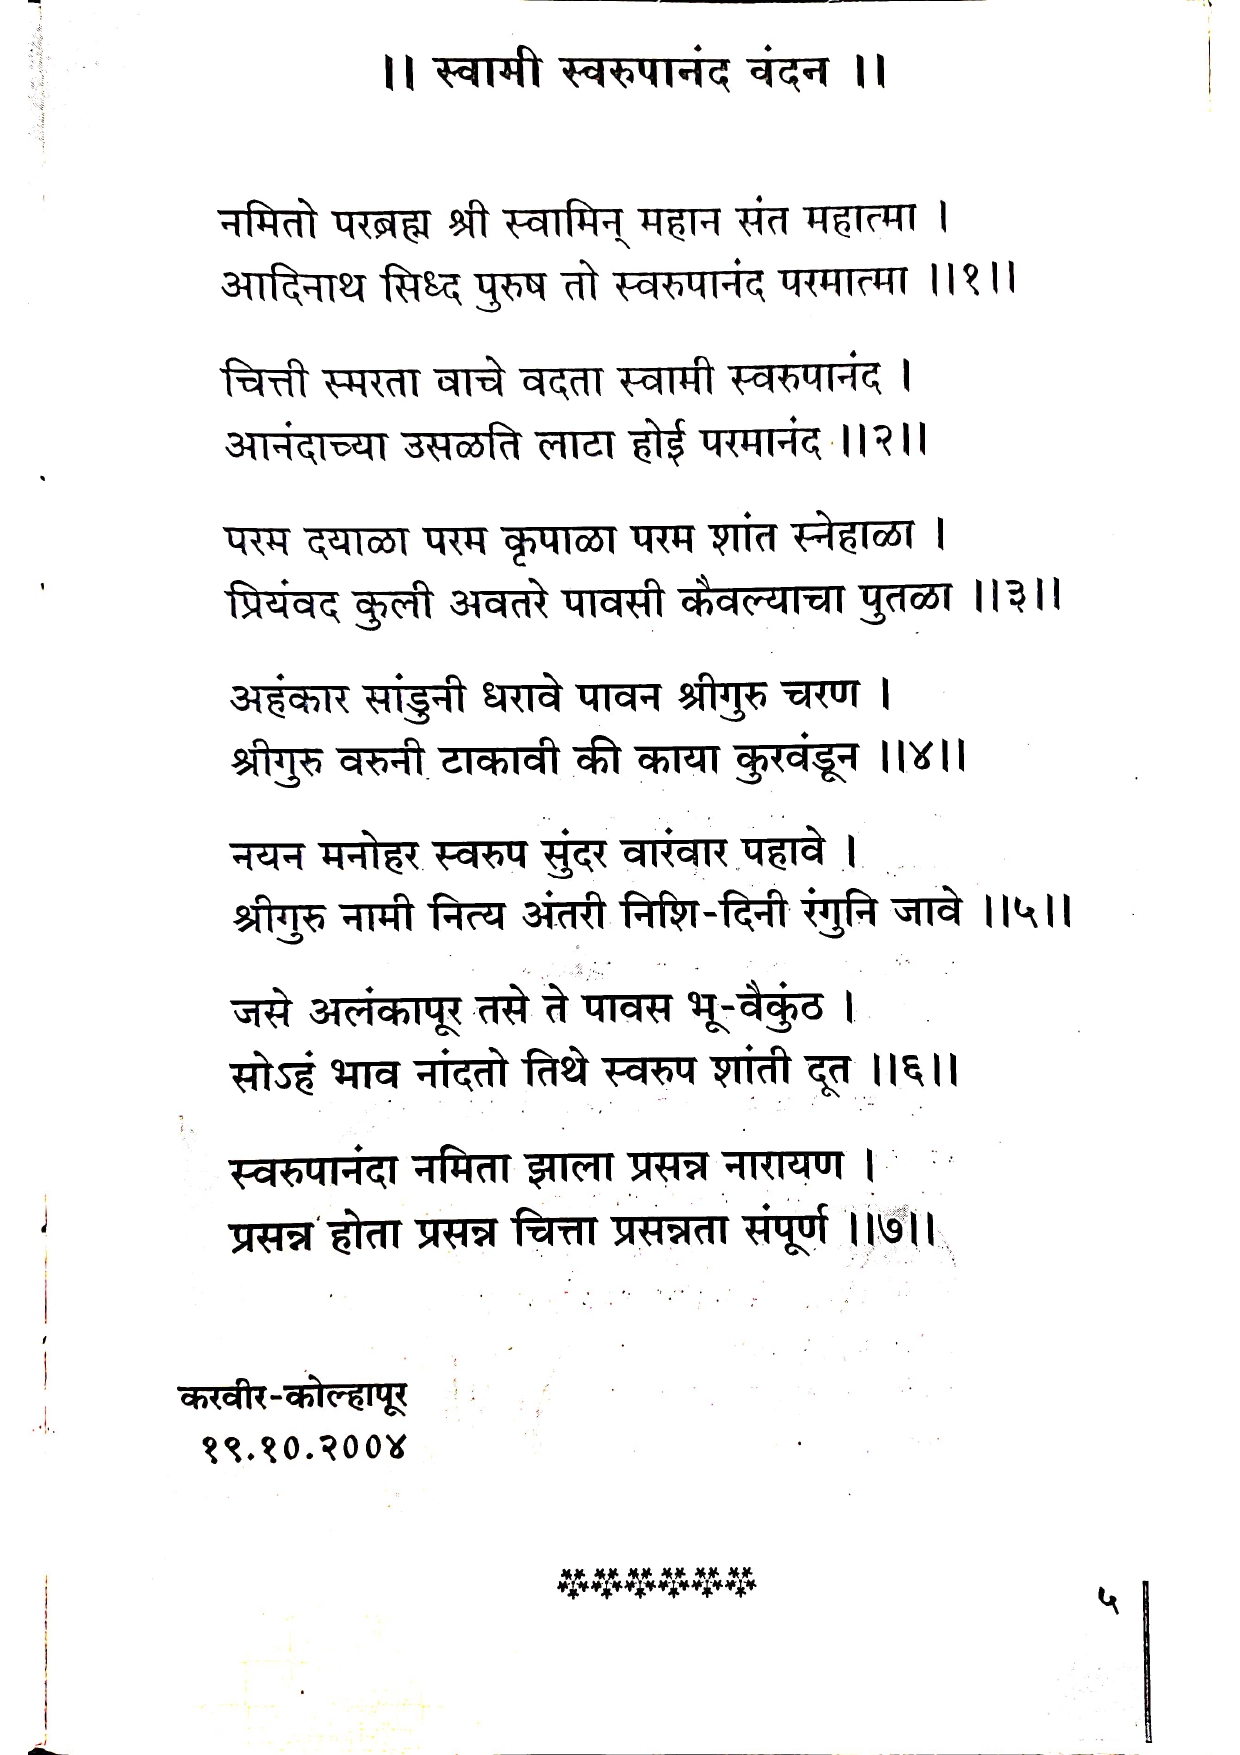 ।। स्वामी स्वरुपानंद वंदन ।।
नमितो परब्रह्म श्री स्वामिन् महान संत महात्मा ।
आदिनाथ सिध्द पुरुष तो स्वरुपानंद परमात्मा ।।१।।
चित्ती स्मरता वाचे वदता स्वामी स्वरुपानंद ।
आनंदाच्या उसळति लाटा होई परमानंद ।।२।।
परम दयाळा परम कृपाळा परम शांत स्नेहाळा ।
प्रियंवद कुली अवतरे पावसी कैवल्याचा पुतळा ।।३।।
अहंकार सांडुनी धरावे पावन श्रीगुरु चरण ।
श्रीगुरु वरुनी टाकावी की काया कुरवंडून ।।४।।
नयन मनोहर स्वरुप सुंदर वारंवार पहावे ।
श्रीगुरु नामी नित्य अंतरी निशि-दिनी रंगुनि जावे ।।५।।
जसे अलंकापूर तसे ते पावस भू-वैकुंठ ।
सोऽहं भाव नांदतो तिथे स्वरुप शांती दूत ।।६।।
स्वरुपानंदा नमिता झाला प्रसन्न नारायण ।
प्रसन्न होता प्रसन्न चित्ता प्रसन्नता संपूर्ण ।।७।।
करवीर-कोल्हापूर
१९.१०.२००४
५